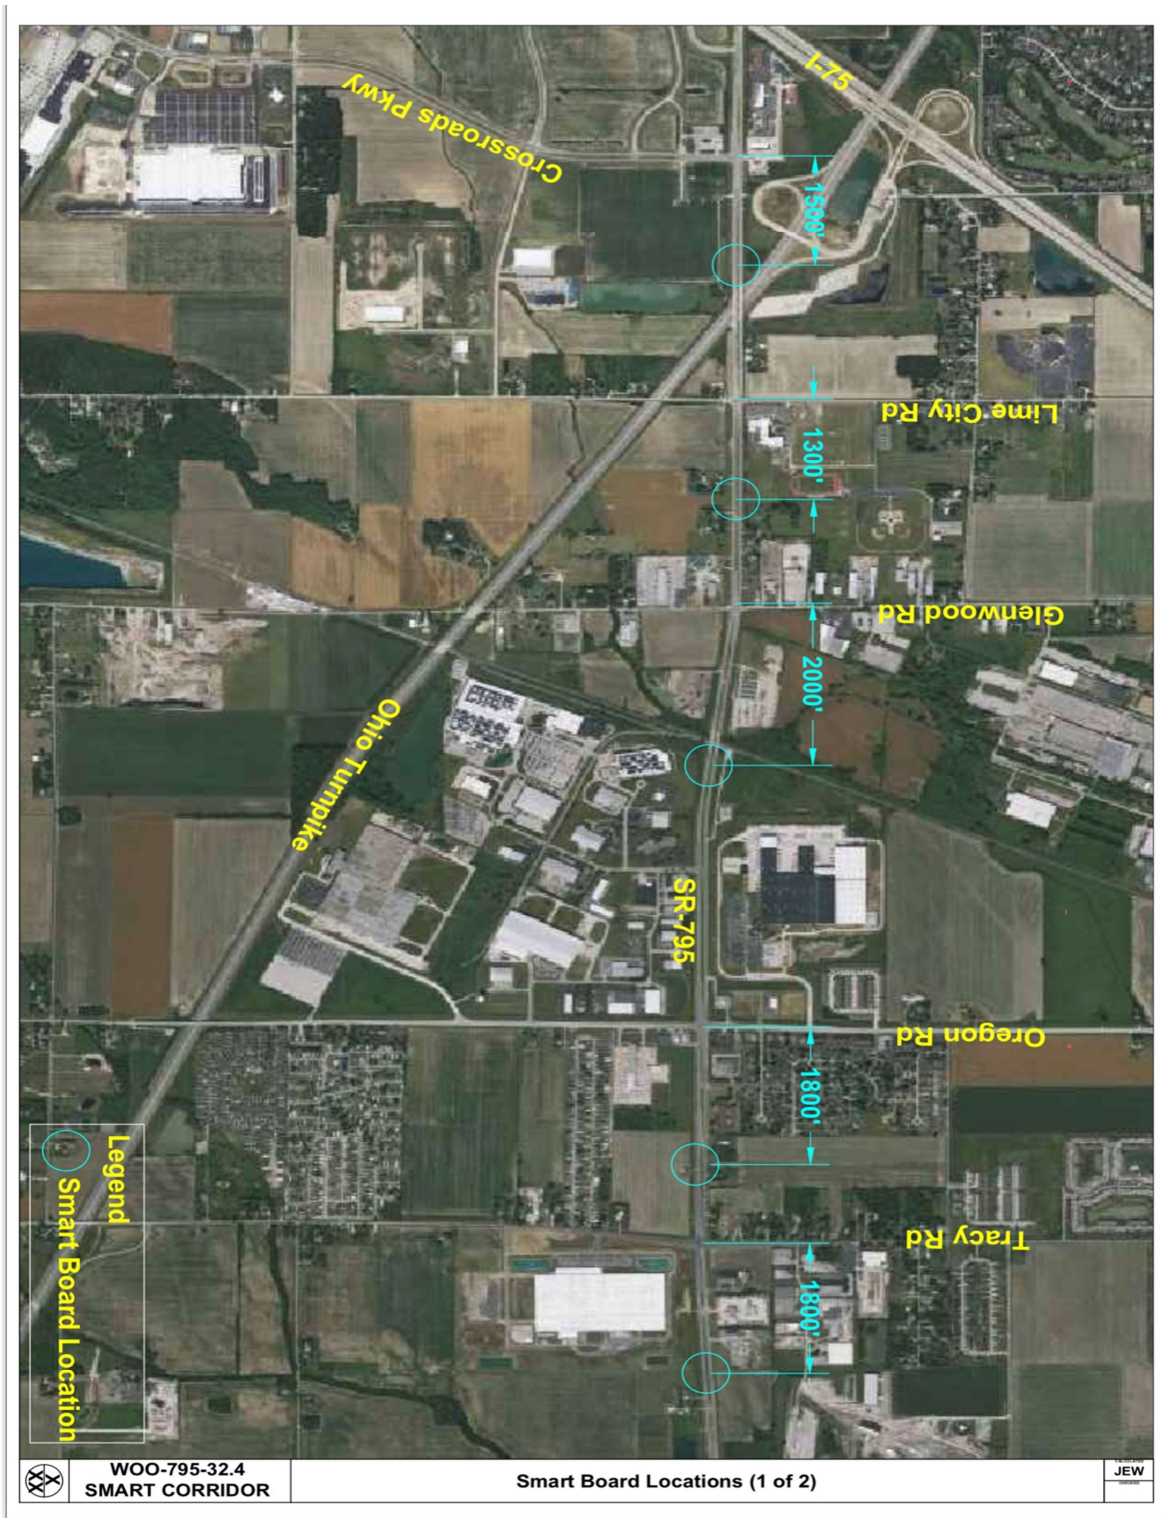 I-75
Crossroads Pkwy
1500'
Lime City Rd
1300'
Glenwood Rd
2000'
Ohio Turnpike
SR-795
Oregon Rd
1800'
Tracy Rd
1800'
Legend
Smart Board Location
WOO-795-32.4
SMART CORRIDOR
Smart Board Locations (1 of 2)
CALCULATED
JEW
CHECKED